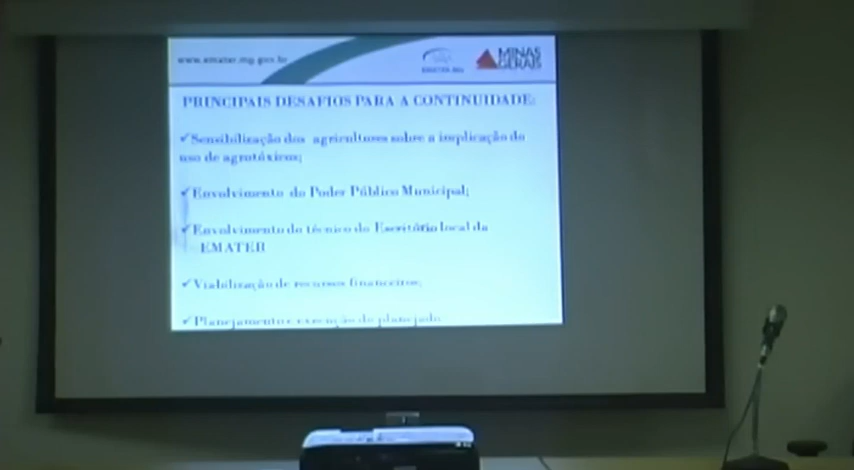 www.emater.mg.gov.br
EMATER-MG
MINAS
GERAIS
PRINCIPAIS DESAFIOS PARA A CONTINUIDADE:
✓Sensibilização dos agricultores sobre a implicação do
uso de agrotóxicos;
✓Envolvimento do Poder Público Municipal;
✓Envolvimento do técnico do Escritório local da
EMATER
✓Viabilização de recursos financeiros;
✓Planejamento e execução do planejado.